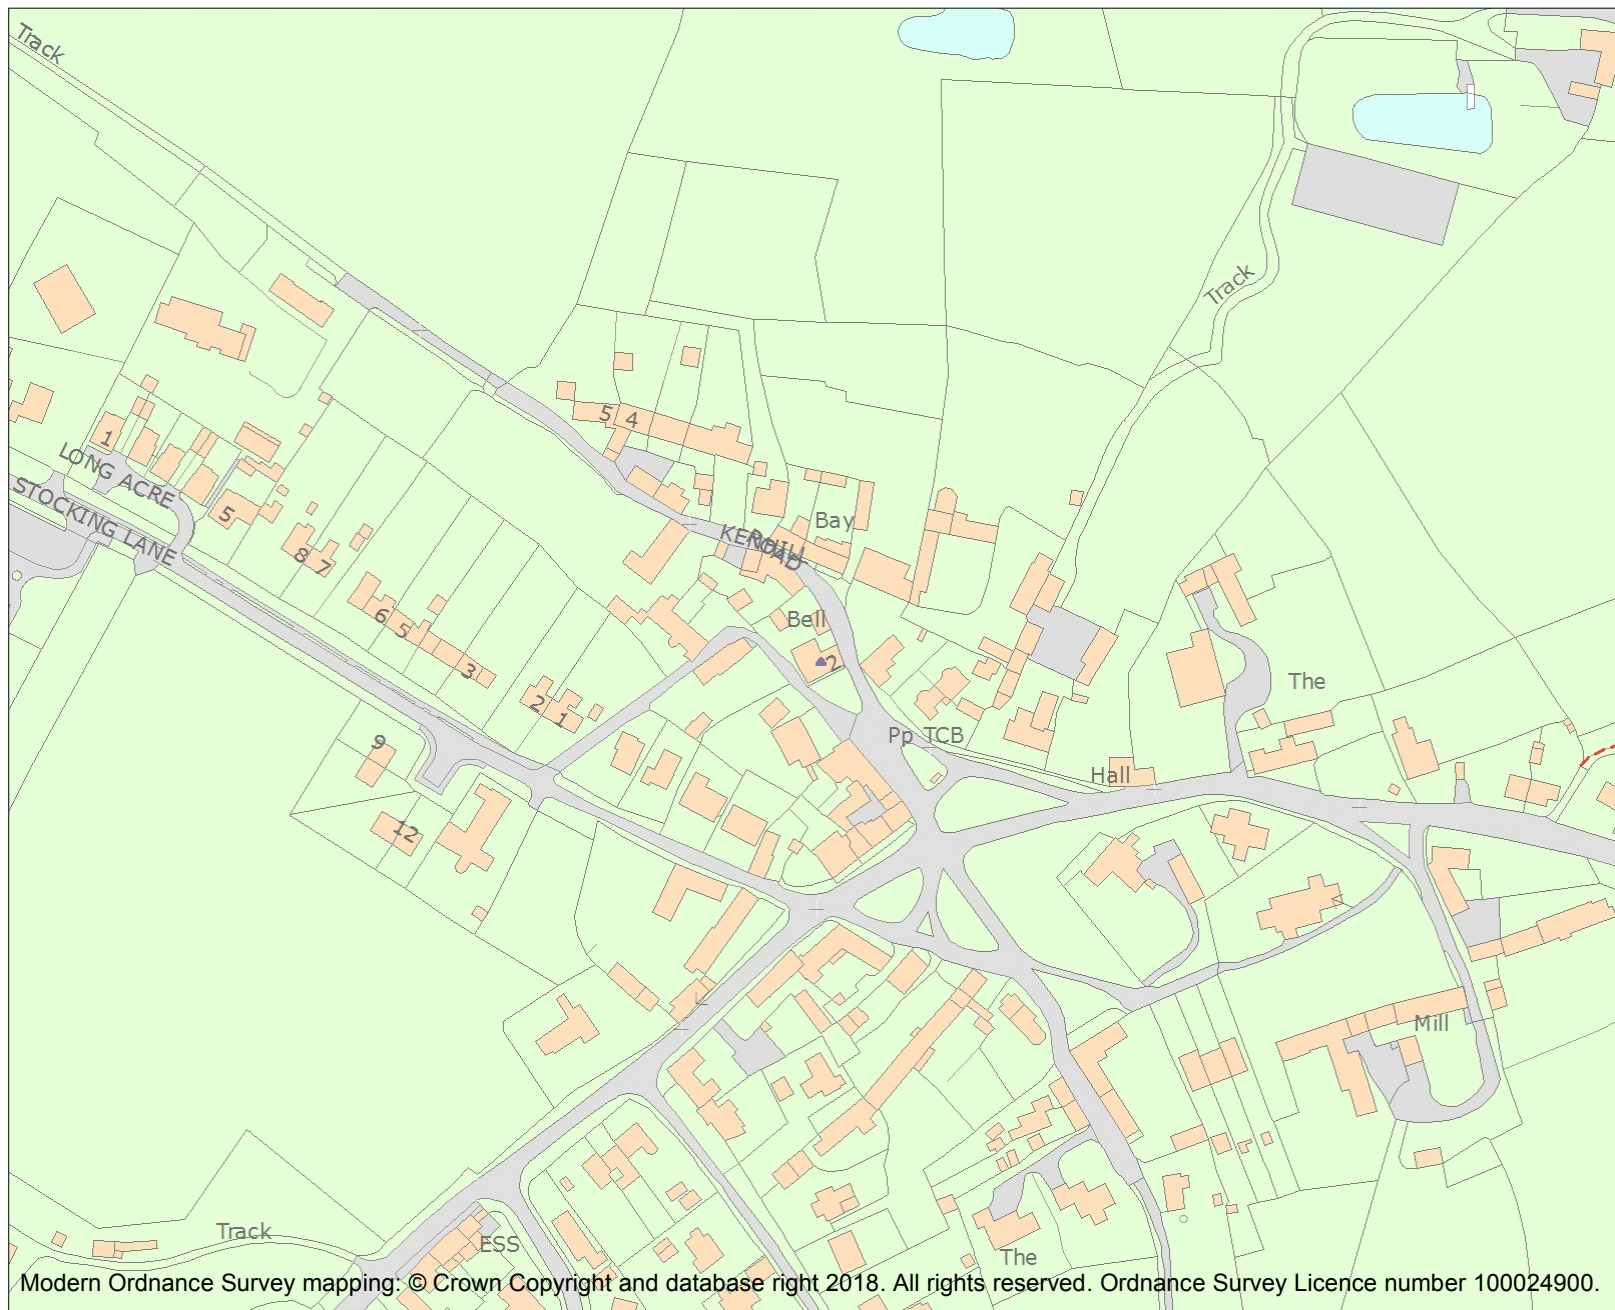 Track
Track
5 4
1
LONG ACRE
STOCKING LANE
5
Bay
KEMHILL
ROAD
8 7
6 5
Bell
2
3
The
2 1
9
Pp TCB
Hall
12
Mill
Track
ESS
The
Modern Ordnance Survey mapping: © Crown Copyright and database right 2018. All rights reserved. Ordnance Survey Licence number 100024900.